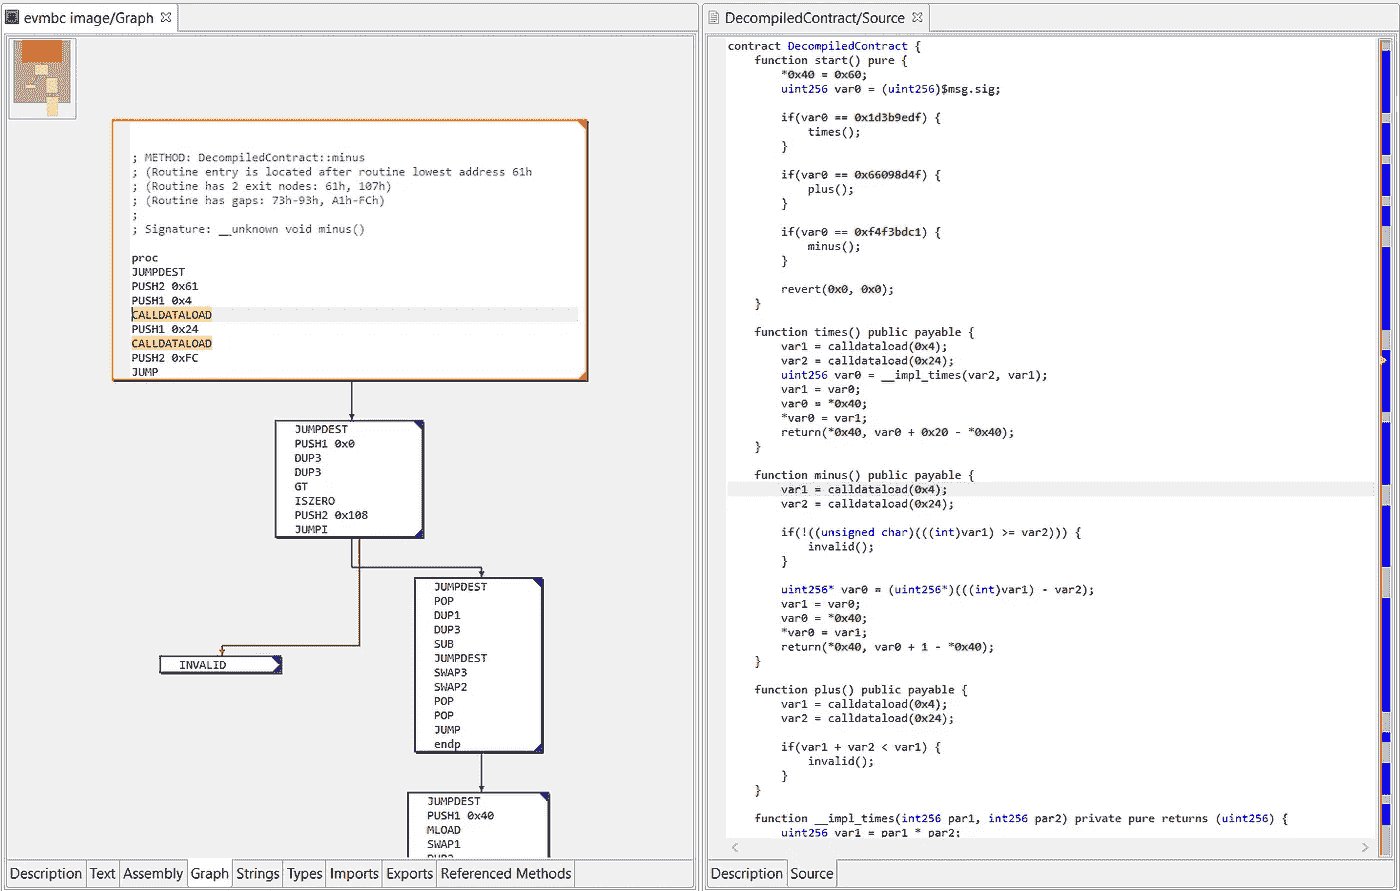 evmbc image/Graph
; METHOD: DecompiledContract::minus
; (Routine entry is located after routine lowest address 61h
; (Routine has 2 exit nodes: 61h, 107h)
; (Routine has gaps: 73h-93h, A1h-FCh)
;
; Signature: __unknown void minus()
proc
JUMPDEST
PUSH2 0x61
PUSH1 0x4
CALLDATALOAD
PUSH1 0x24
CALLDATALOAD
PUSH2 0xFC
JUMP
JUMPDEST
PUSH1 0x0
DUP3
DUP3
GT
ISZERO
PUSH2 0x108
JUMPI
JUMPDEST
POP
DUP1
DUP3
SUB
JUMPDEST
SWAP3
SWAP2
POP
POP
JUMP
endp
INVALID
JUMPDEST
PUSH1 0x40
MLOAD
SWAP1
Description Text Assembly Graph Strings Types Imports Exports Referenced Methods
DecompiledContract/Source
contract DecompiledContract {
function start() pure {
*0x40 = 0x60;
uint256 var0 = (uint256)$msg.sig;
if(var0 == 0x1d3b9edf) {
times();
}
if(var0 == 0x66098d4f) {
plus();
}
if(var0 == 0xf4f3bdc1) {
minus();
}
revert(0x0, 0x0);
}
function times() public payable {
var1 = calldataload(0x4);
var2 = calldataload(0x24);
uint256 var0 = __impl_times(var2, var1);
var1 = var0;
var0 = *0x40;
*var0 = var1;
return(*0x40, var0 + 0x20 - *0x40);
}
function minus() public payable {
var1 = calldataload(0x4);
var2 = calldataload(0x24);
if(!((unsigned char)(((int)var1) >= var2))) {
invalid();
}
uint256* var0 = (uint256*)(((int)var1) - var2);
var1 = var0;
var0 = *0x40;
*var0 = var1;
return(*0x40, var0 + 1 - *0x40);
}
function plus() public payable {
var1 = calldataload(0x4);
var2 = calldataload(0x24);
if(var1 + var2 < var1) {
invalid();
}
}
function __impl_times(int256 par1, int256 par2) private pure returns (uint256) {
uint256 var1 = par1 * par2;
Description Source